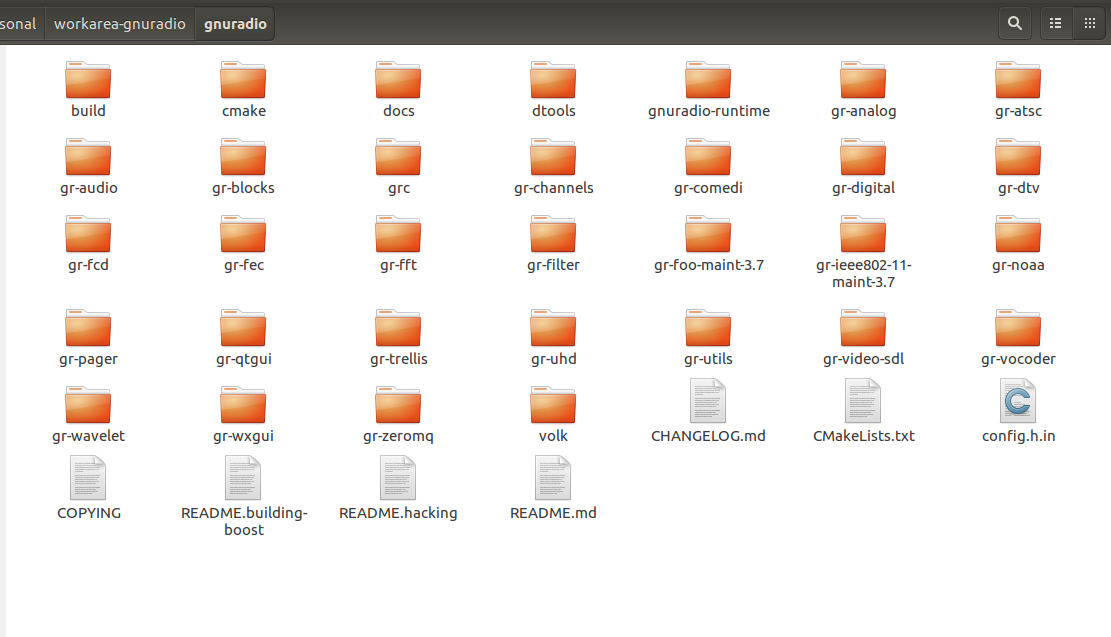 sonal workarea-gnuradio gnuradio
build cmake docs dtools gnuradio-runtime gr-analog gr-atsc
gr-audio gr-blocks grc gr-channels gr-comedi gr-digital gr-dtv
gr-fcd gr-fec gr-fft gr-filter gr-foo-maint-3.7 gr-ieee802-11-
maint-3.7 gr-noaa
gr-pager gr-qtgui gr-trellis gr-uhd gr-utils gr-video-sdl gr-vocoder
gr-wavelet gr-wxgui gr-zeromq volk CHANGELOG.md CMakeLists.txt config.h.in
COPYING README.building-
boost README.hacking README.md